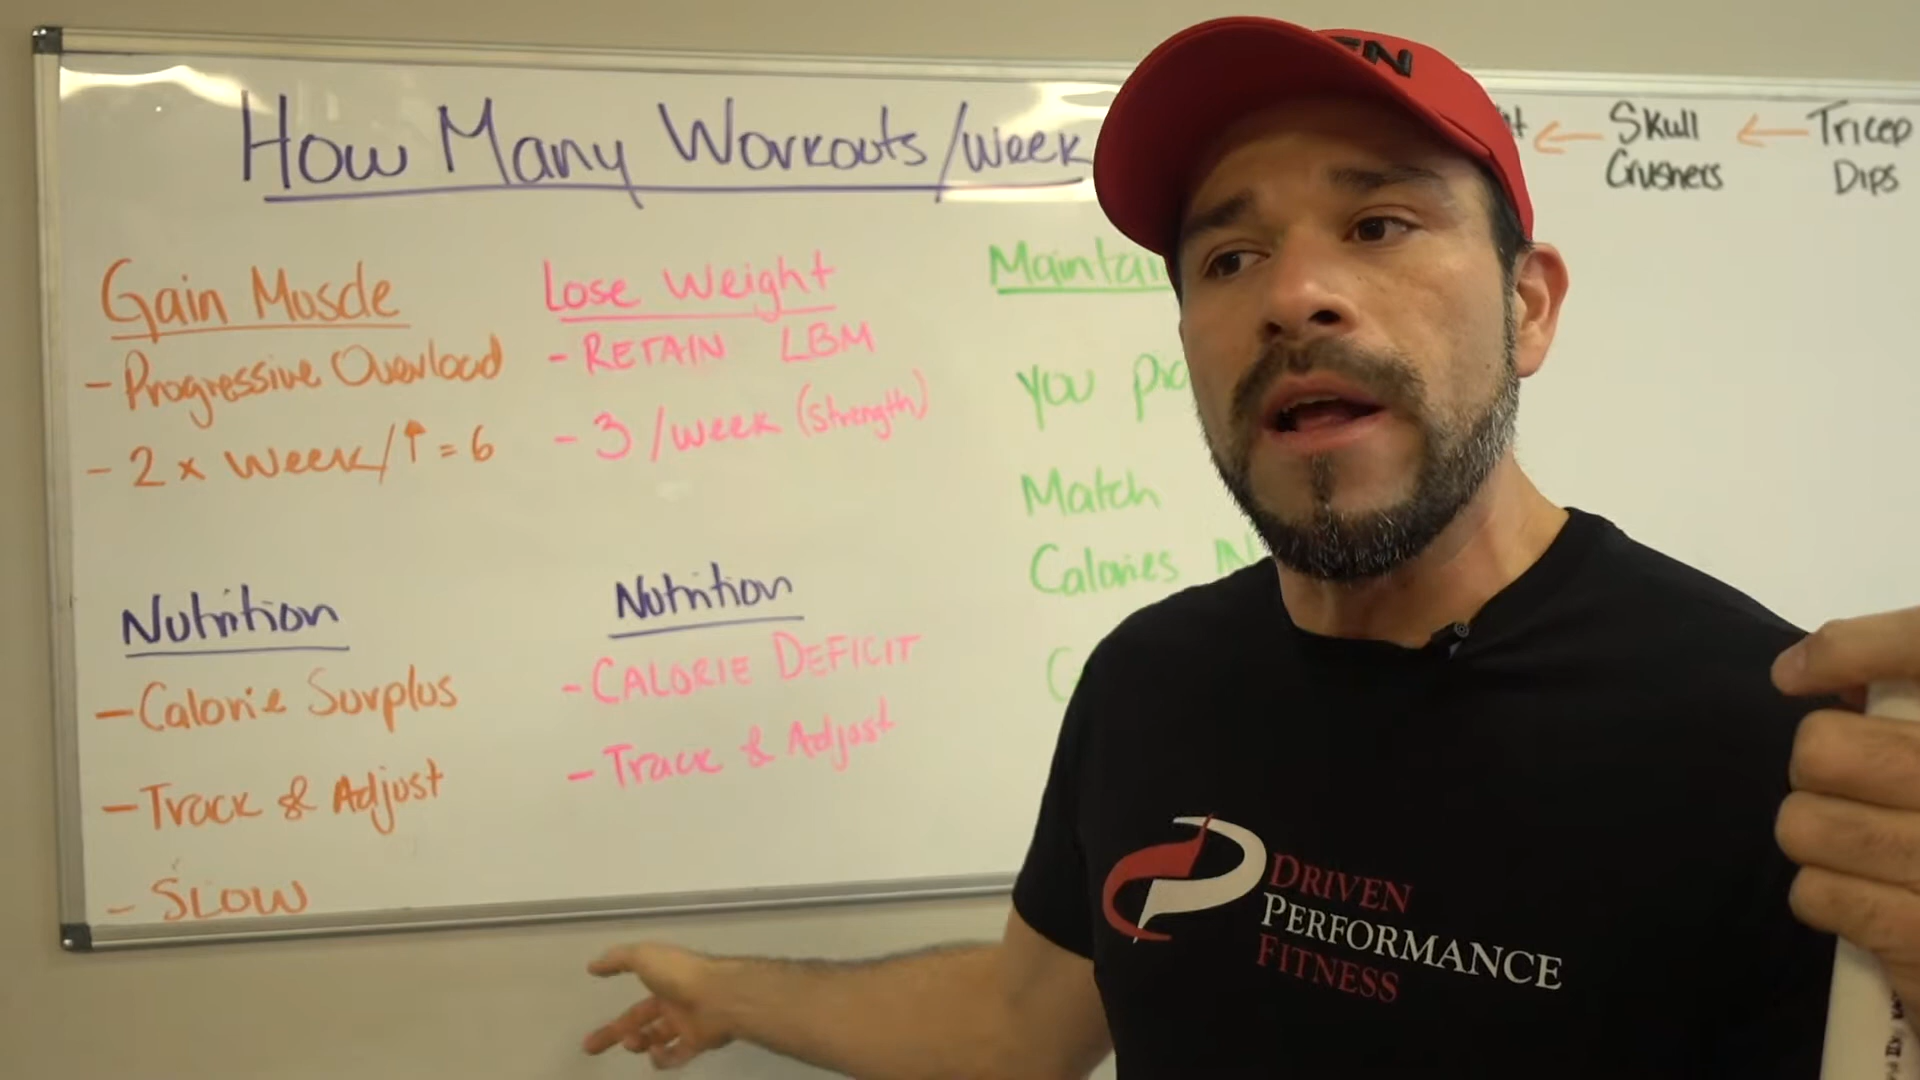 How Many Workouts/week
Gain Muscle
- Progressive Overload
- 2 x week/↑ = 6
Nutrition
- Calorie Surplus
- Track & Adjust
- SLOW
Lose Weight
- RETAIN LBM
- 3/week (strength)
Nutrition
- CALORIE DEFICIT
- Track & Adjust
you
Match
Calories
← Skull Crushers ← Tricep Dips
DRIVEN
PERFORMANCE
FITNESS